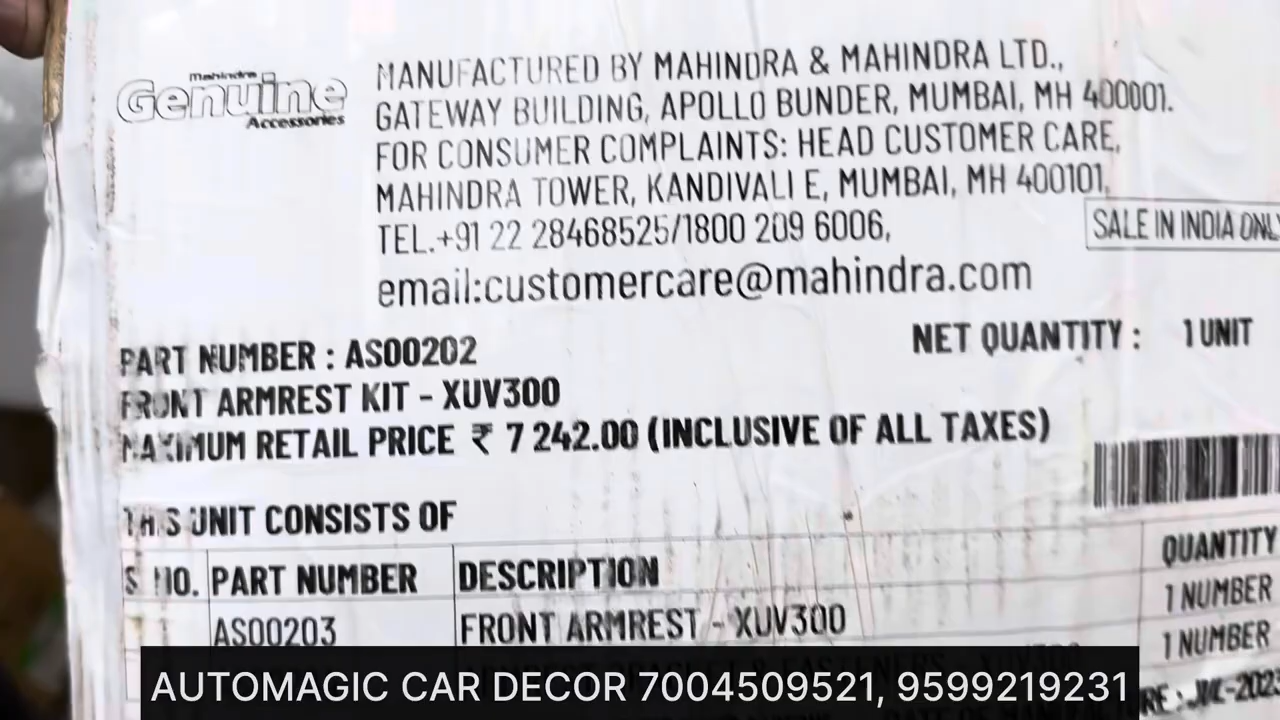 Mahindra
Genuine
Accessories
MANUFACTURED BY MAHINDRA & MAHINDRA LTD.,
GATEWAY BUILDING, APOLLO BUNDER, MUMBAI, MH 400001.
FOR CONSUMER COMPLAINTS: HEAD CUSTOMER CARE,
MAHINDRA TOWER, KANDIVALI E, MUMBAI, MH 400101,
TEL.+91 22 28468525/1800 209 6006,
SALE IN INDIA ONL
email:customercare@mahindra.com
NET QUANTITY : 1 UNIT
PART NUMBER : AS00202
FRONT ARMREST KIT - XUV300
MAXIMUM RETAIL PRICE ₹ 7 242.00 (INCLUSIVE OF ALL TAXES)
THIS UNIT CONSISTS OF
S NO. PART NUMBER DESCRIPTION QUANTITY
1 AS00203 FRONT ARMREST - XUV300 1 NUMBER
1 NUMBER
JUL-2023
AUTOMAGIC CAR DECOR 7004509521, 9599219231